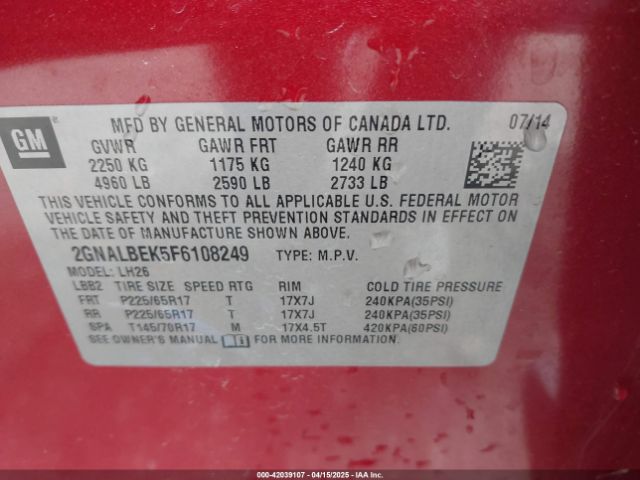 GM
MFD BY GENERAL MOTORS OF CANADA LTD. 07/14
GVWR GAWR FRT GAWR RR
2250 KG 1175 KG 1240 KG
4960 LB 2590 LB 2733 LB
THIS VEHICLE CONFORMS TO ALL APPLICABLE U.S. FEDERAL MOTOR
VEHICLE SAFETY AND THEFT PREVENTION STANDARDS IN EFFECT ON
THE DATE OF MANUFACTURE SHOWN ABOVE.
2GNALBEK5F6108249 TYPE: M.P.V.
MODEL: LH26
LBB2 TIRE SIZE SPEED RTG RIM COLD TIRE PRESSURE
FRT P225/65R17 T 17X7J 240KPA(35PSI)
RR P225/65R17 T 17X7J 240KPA(35PSI)
SPA T145/70R17 M 17X4.5T 420KPA(60PSI)
SEE OWNER'S MANUAL FOR MORE INFORMATION.
000-42039107 - 04/15/2025 - IAA Inc.